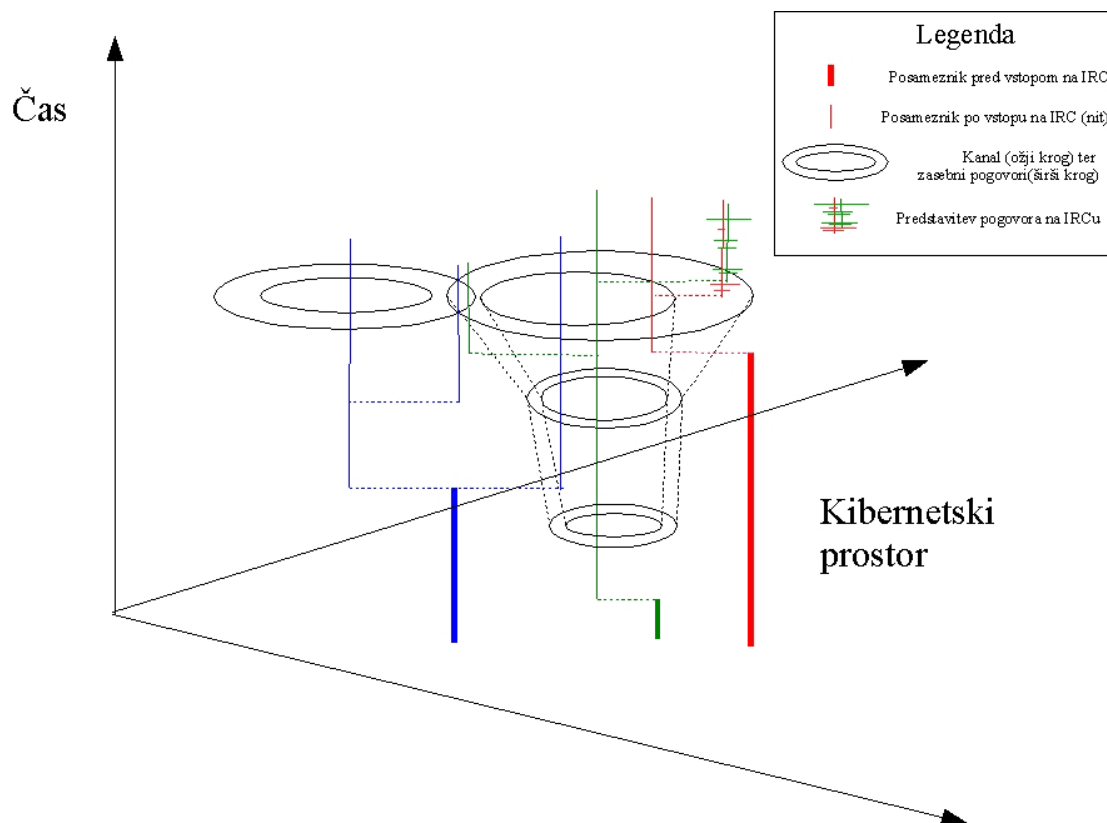 Čas
Legenda
Posameznik pred vstopom na IRC
Posameznik po vstopu na IRC (nit)
Kanal (ožji krog) ter
zasebni pogovori(širši krog)
Predstavitev pogovora na IRCu
Kibernetski
prostor